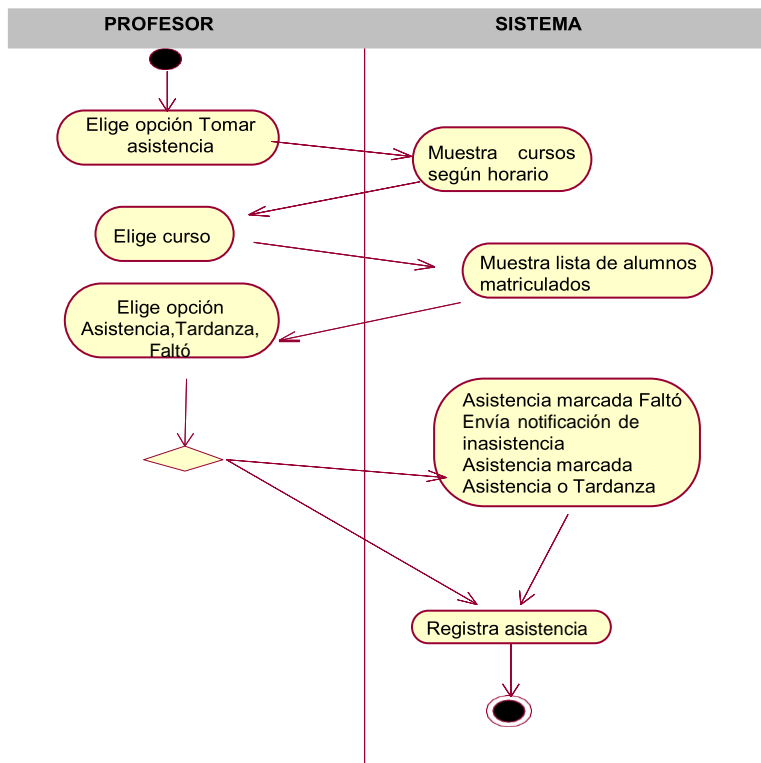 PROFESOR
SISTEMA
Elige opción Tomar
asistencia
Muestra cursos
según horario
Elige curso
Muestra lista de alumnos
matriculados
Elige opción
Asistencia,Tardanza,
Faltó
Asistencia marcada Faltó
Envía notificación de
inasistencia
Asistencia marcada
Asistencia o Tardanza
Registra asistencia